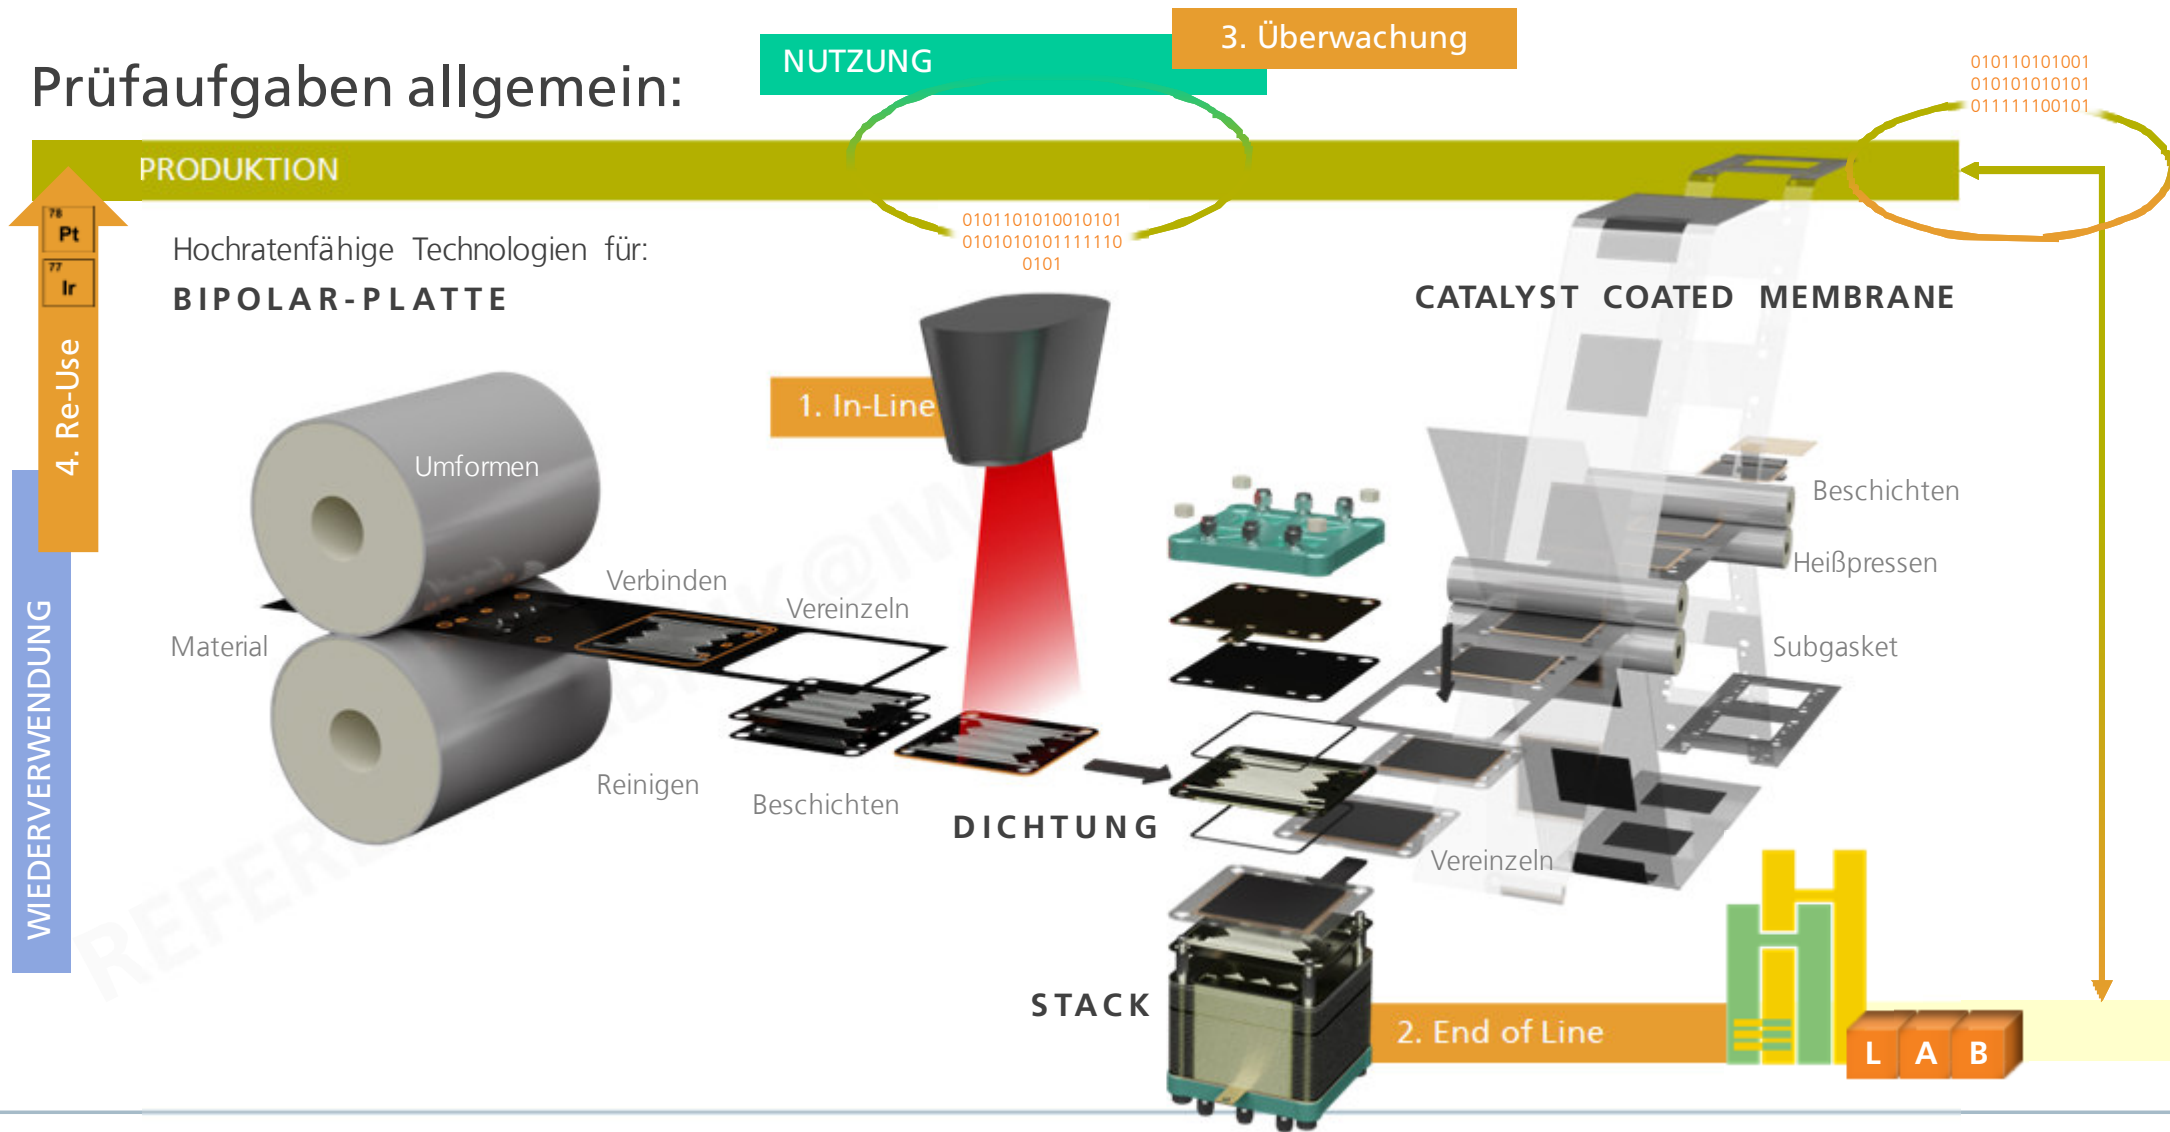 3. Überwachung
NUTZUNG
Prüfaufgaben allgemein:
010110101001
010101010101
011111100101
PRODUKTION
78
Pt
77
Ir
0101101010010101
0101010101111110
0101
Hochratenfähige Technologien für:
BIPOLAR-PLATTE
CATALYST COATED MEMBRANE
4. Re-Use
1. In-Line
Umformen
Beschichten
Verbinden
Heißpressen
Vereinzeln
Material
Subgasket
WIEDERVERWENDUNG
Reinigen
Beschichten
DICHTUNG
Vereinzeln
STACK
2. End of Line
L A B